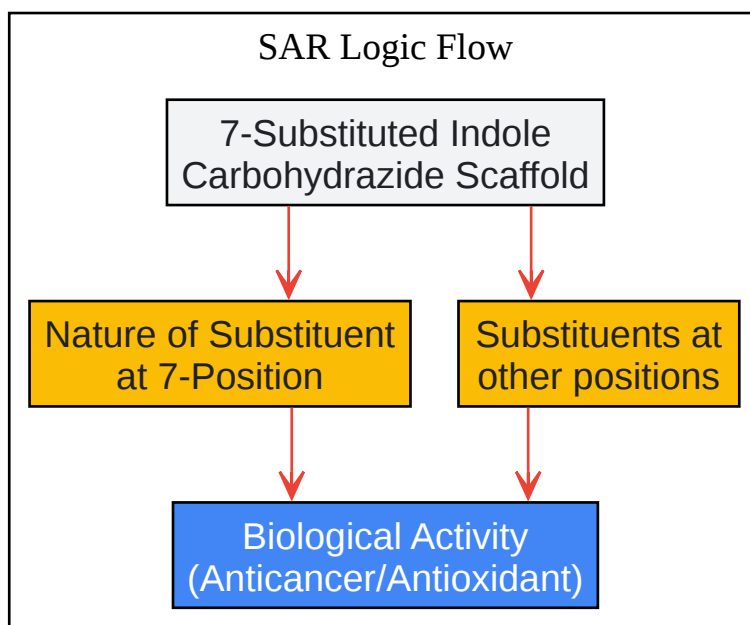 SAR Logic Flow
7-Substituted Indole
Carbohydrazide Scaffold
Nature of Substituent
at 7-Position
Substituents at
other positions
Biological Activity
(Anticancer/Antioxidant)